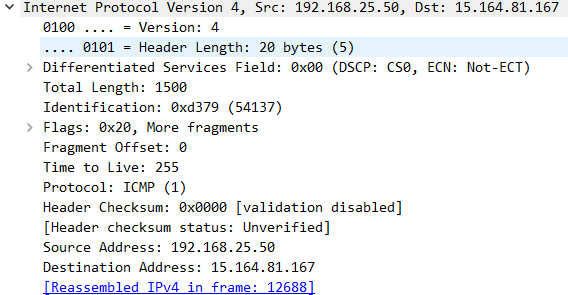 Internet Protocol Version 4, Src: 192.168.25.50, Dst: 15.164.81.167
0100 .... = Version: 4
.... 0101 = Header Length: 20 bytes (5)
Differentiated Services Field: 0x00 (DSCP: CS0, ECN: Not-ECT)
Total Length: 1500
Identification: 0xd379 (54137)
Flags: 0x20, More fragments
Fragment Offset: 0
Time to Live: 255
Protocol: ICMP (1)
Header Checksum: 0x0000 [validation disabled]
[Header checksum status: Unverified]
Source Address: 192.168.25.50
Destination Address: 15.164.81.167
[Reassembled IPv4 in frame: 12688]